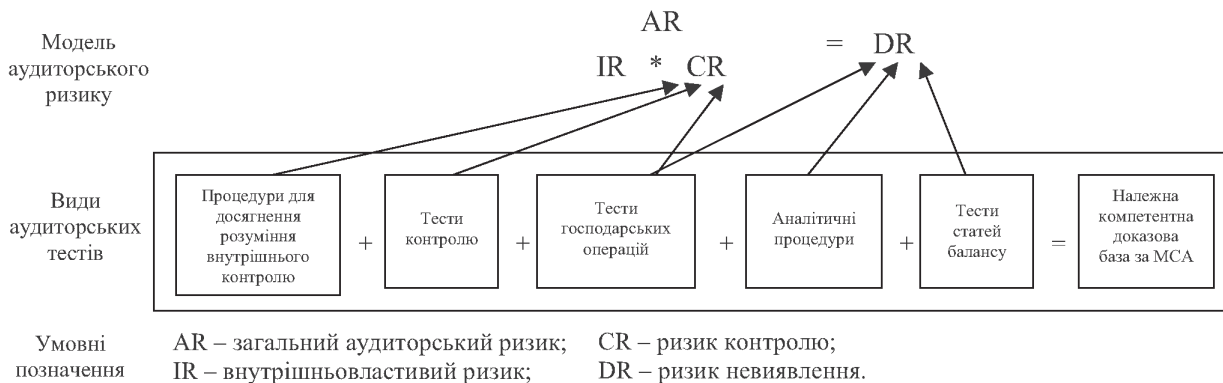 Модель
аудиторського
ризику
AR
IR * CR
= DR
Види
аудиторських
тестів
Процедури для
досягнення
розуміння
внутрішнього
контролю
+
Тести
контролю
+
Тести
господарських
операцій
+
Аналітичні
процедури
+
Тести
статей
балансу
=
Належна
компетентна
доказова
база за МСА
Умовні
позначення
AR – загальний аудиторський ризик; CR – ризик контролю;
IR – внутрішньовластивий ризик; DR – ризик невиявлення.